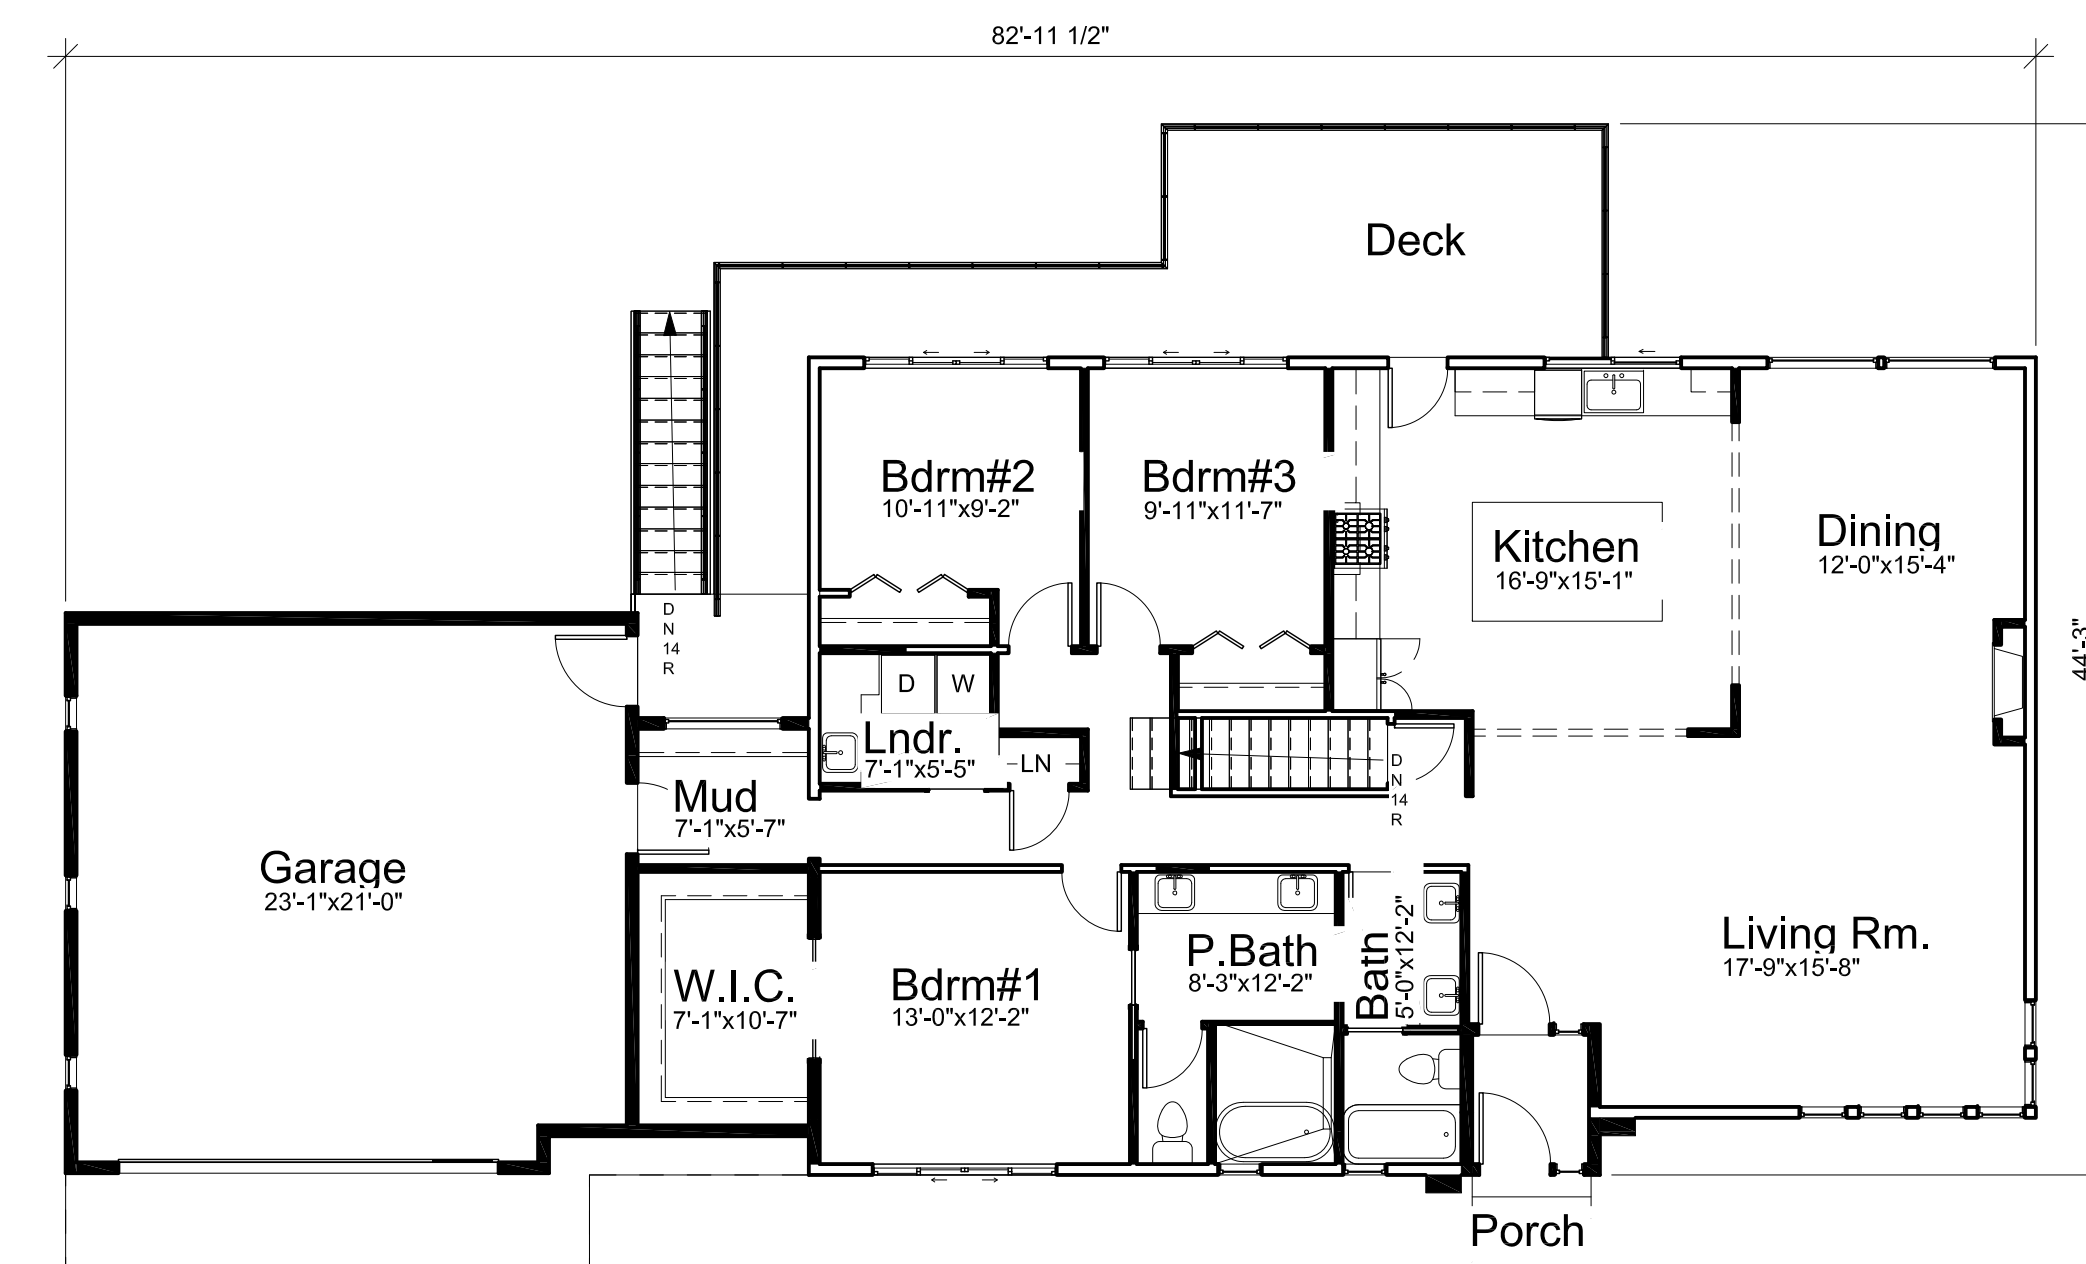 82'-11 1/2"
Deck
Bdrm#2
10'-11"x9'-2"
Bdrm#3
9'-11"x11'-7"
Kitchen
16'-9"x15'-1"
Dining
12'-0"x15'-4"
44'-3"
D
N
14
R
D
W
Lndr.
7'-1"x5'-5"
LN
D
N
14
R
Mud
7'-1"x5'-7"
Garage
23'-1"x21'-0"
W.I.C.
7'-1"x10'-7"
Bdrm#1
13'-0"x12'-2"
P.Bath
8'-3"x12'-2"
Bath
5'-0"x12'-2"
Living Rm.
17'-9"x15'-8"
Porch